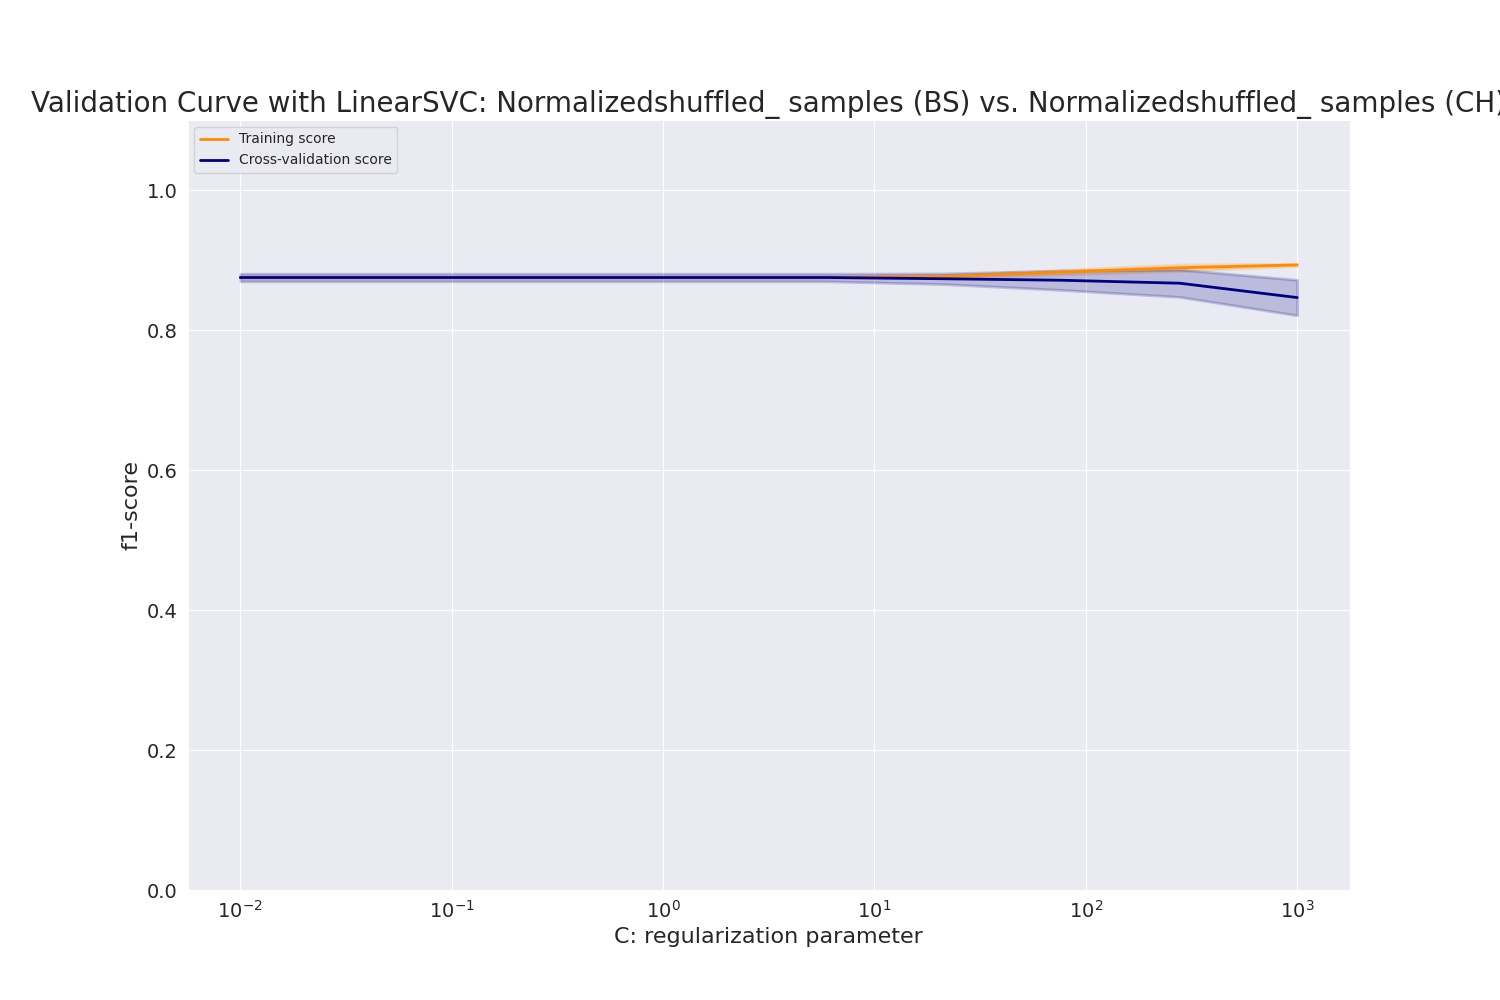 Validation Curve with LinearSVC: Normalizedshuffled_ samples (BS) vs. Normalizedshuffled_ samples (CH)
Training score
Cross-validation score
1.0
0.8
0.6
0.4
0.2
0.0
f1-score
10⁻² 10⁻¹ 10⁰ 10¹ 10² 10³
C: regularization parameter